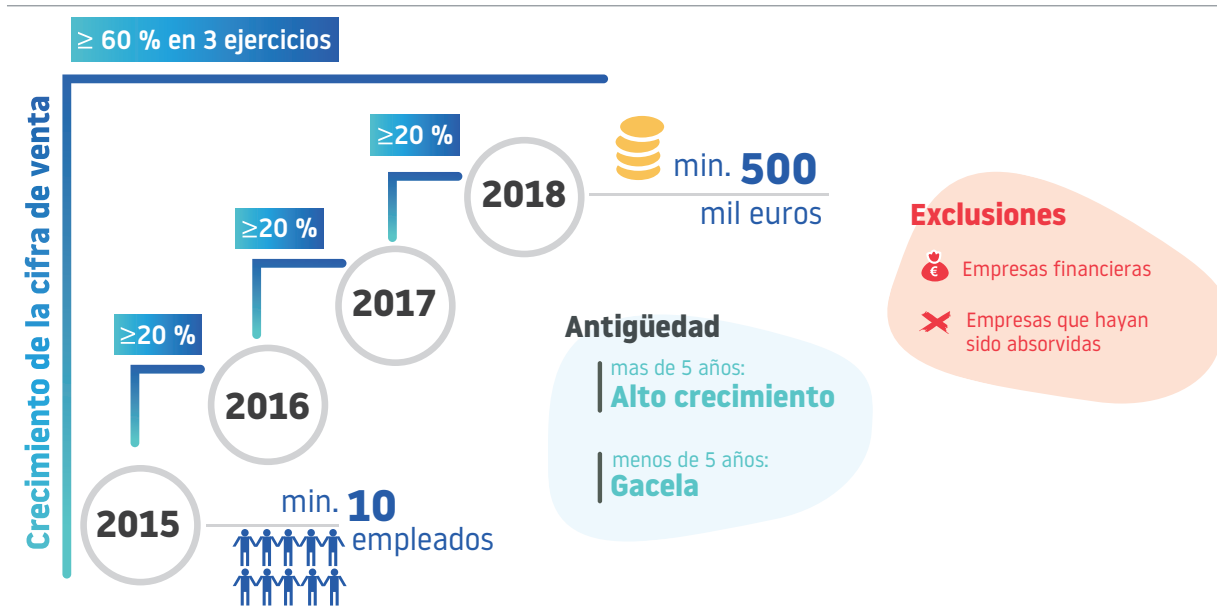 ≥ 60 % en 3 ejercicios
Crecimiento de la cifra de venta
≥20 %
2018
min. 500
mil euros
≥20 %
2017
≥20 %
2016
2015
min. 10
empleados
Antigüedad
mas de 5 años:
Alto crecimiento
menos de 5 años:
Gacela
Exclusiones
€
Empresas financieras
Empresas que hayan
sido absorvidas